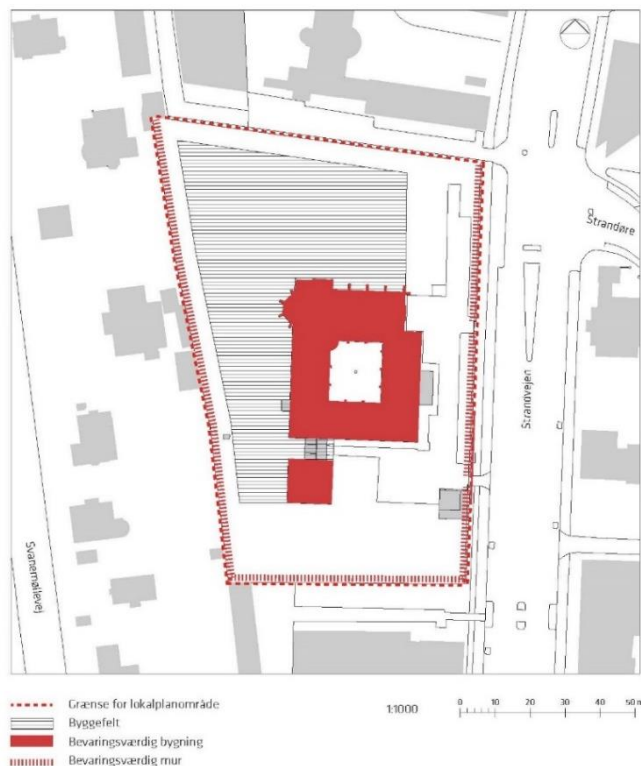 Strandøre
Strandvejen
Svanemøllevej
Grænse for lokalplanområde
Byggefelt
Bevaringsværdig bygning
Bevaringsværdig mur
1:1000
0 10 20 30 40 50 m